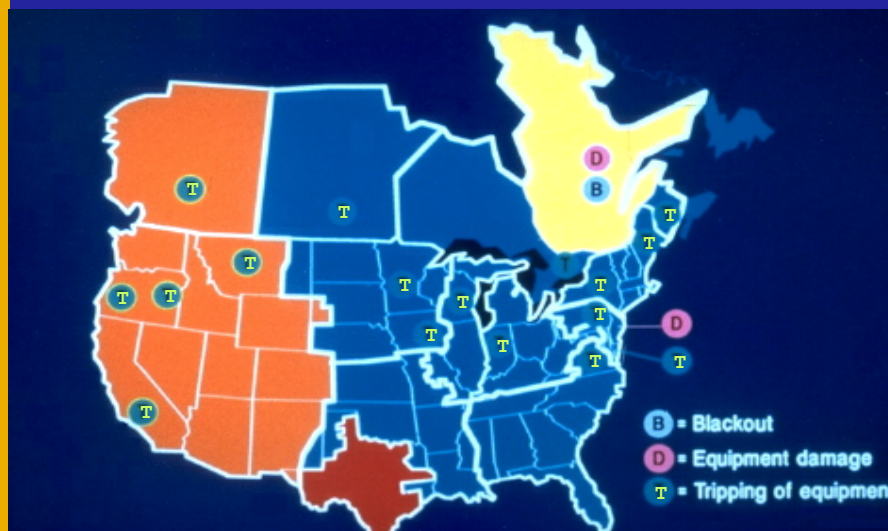 D
T B
T T
T
T T
T T
T T T
T
D
T
T
T T
T
B = Blackout
D = Equipment damage
T = Tripping of equipmen